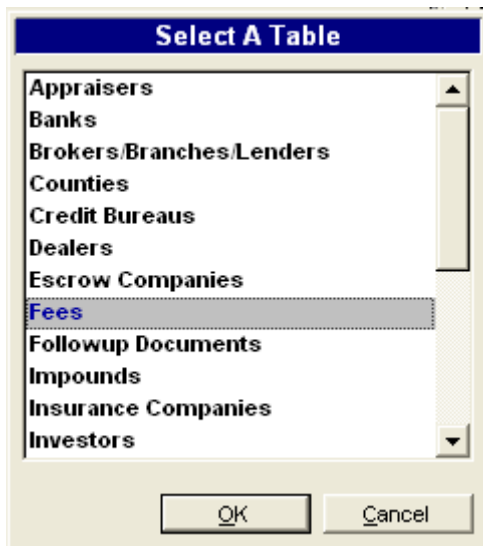 Select A Table
Appraisers
Banks
Brokers/Branches/Lenders
Counties
Credit Bureaus
Dealers
Escrow Companies
Fees
Followup Documents
Impounds
Insurance Companies
Investors
OK
Cancel